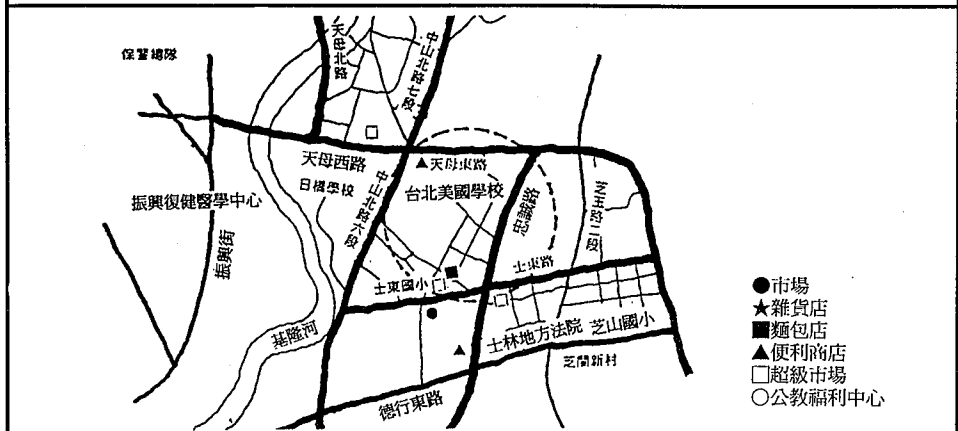 保警總隊
天母北路
中山北路七段
天母西路
天母東路
日僑學校
中山北路六段
台北美國學校
忠誠路
芝玉路二段
振興復健醫學中心
振興街
士東國小
士東路
基隆河
士林地方法院
芝山國小
芝蘭新村
德行東路
●市場
★雜貨店
■麵包店
▲便利商店
□超級市場
○公教福利中心